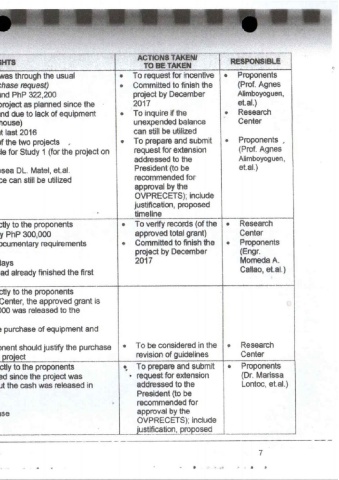 GHTS
ACTIONS TAKEN/
TO BE TAKEN
RESPONSIBLE
was through the usual
chase request)
nd PhP 322,200
project as planned since the
und due to lack of equipment
house)
t last 2016
of the two projects
le for Study 1 (for the project on
sea DL. Matel, et.al.
ce can still be utilized
• To request for incentive
• Committed to finish the
project by December
2017
• To inquire if the
unexpended balance
can still be utilized
• To prepare and submit
request for extension
addressed to the
President (to be
recommended for
approval by the
OVPRECETS); include
justification, proposed
timeline
• Proponents
(Prof. Agnes
Alimboyoguen,
et.al.)
• Research
Center
• Proponents
(Prof. Agnes
Alimboyoguen,
et.al.)
ctly to the proponents
y PhP 300,000
ocumentary requirements
lays
ad already finished the first
• To verify records (of the
approved total grant)
• Committed to finish the
project by December
2017
• Research
Center
• Proponents
(Engr.
Momeda A.
Callao, et.al.)
ctly to the proponents
Center, the approved grant is
000 was released to the
e purchase of equipment and
onent should justify the purchase
project
• To be considered in the
revision of guidelines
• Research
Center
ctly to the proponents
ed since the project was
ut the cash was released in
ase
• To prepare and submit
request for extension
addressed to the
President (to be
recommended for
approval by the
OVPRECETS); include
justification, proposed
• Proponents
(Dr. Marissa
Lontoc, et.al.)
7